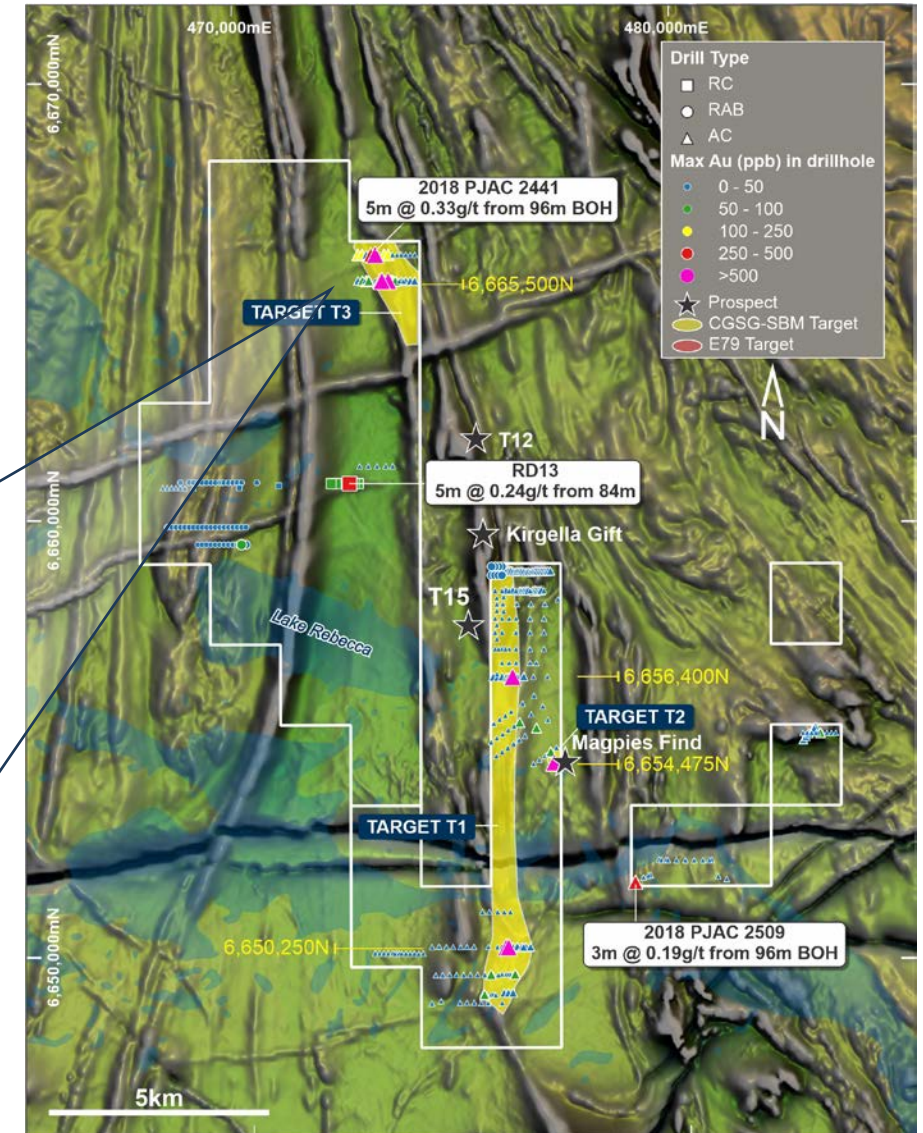 470,000mE
480,000mE
6,670,000mN
6,660,000mN
6,650,000mN
Drill Type
RC
RAB
AC
Max Au (ppb) in drillhole
0 - 50
50 - 100
100 - 250
250 - 500
>500
Prospect
CGSG-SBM Target
E79 Target
N
2018 PJAC 2441
5m @ 0.33g/t from 96m BOH
6,665,500N
TARGET T3
T12
RD13
5m @ 0.24g/t from 84m
Kirgella Gift
T15
Lake Rebecca
6,656,400N
TARGET T2
Magpies Find
6,654,475N
TARGET T1
2018 PJAC 2509
3m @ 0.19g/t from 96m BOH
6,650,250N
5km